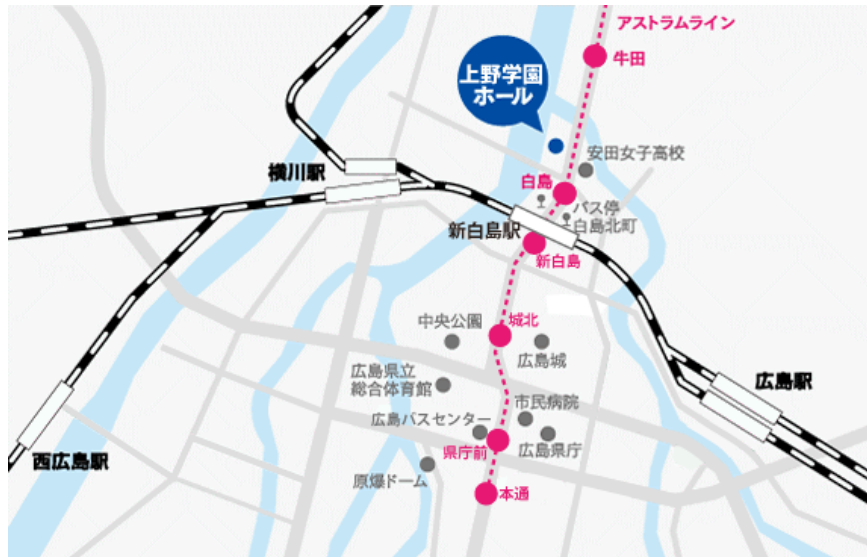 アストラムライン
牛田
上野学園
ホール
安田女子高校
横川駅
白島
バス停
白島北町
新白島駅
新白島
中央公園
城北
広島城
広島県立
総合体育館
広島駅
市民病院
広島バスセンター
県庁前
広島県庁
西広島駅
原爆ドーム
本通